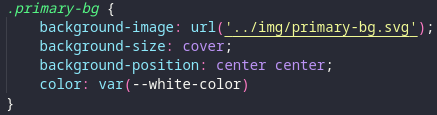 .primary-bg {
    background-image: url('../img/primary-bg.svg');
    background-size: cover;
    background-position: center center;
    color: var(--white-color)
}